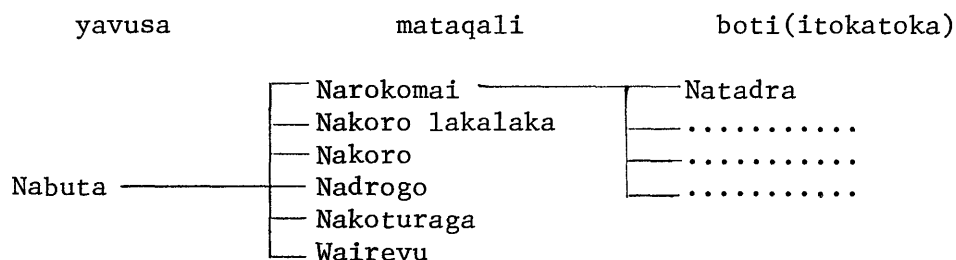 yavusa mataqali boti(itokatoka)
Narokomai Natadra
Nakoro lakalaka ...........
Nakoro ...........
Nabuta Nadrogo ...........
Nakoturaga
Wairevu